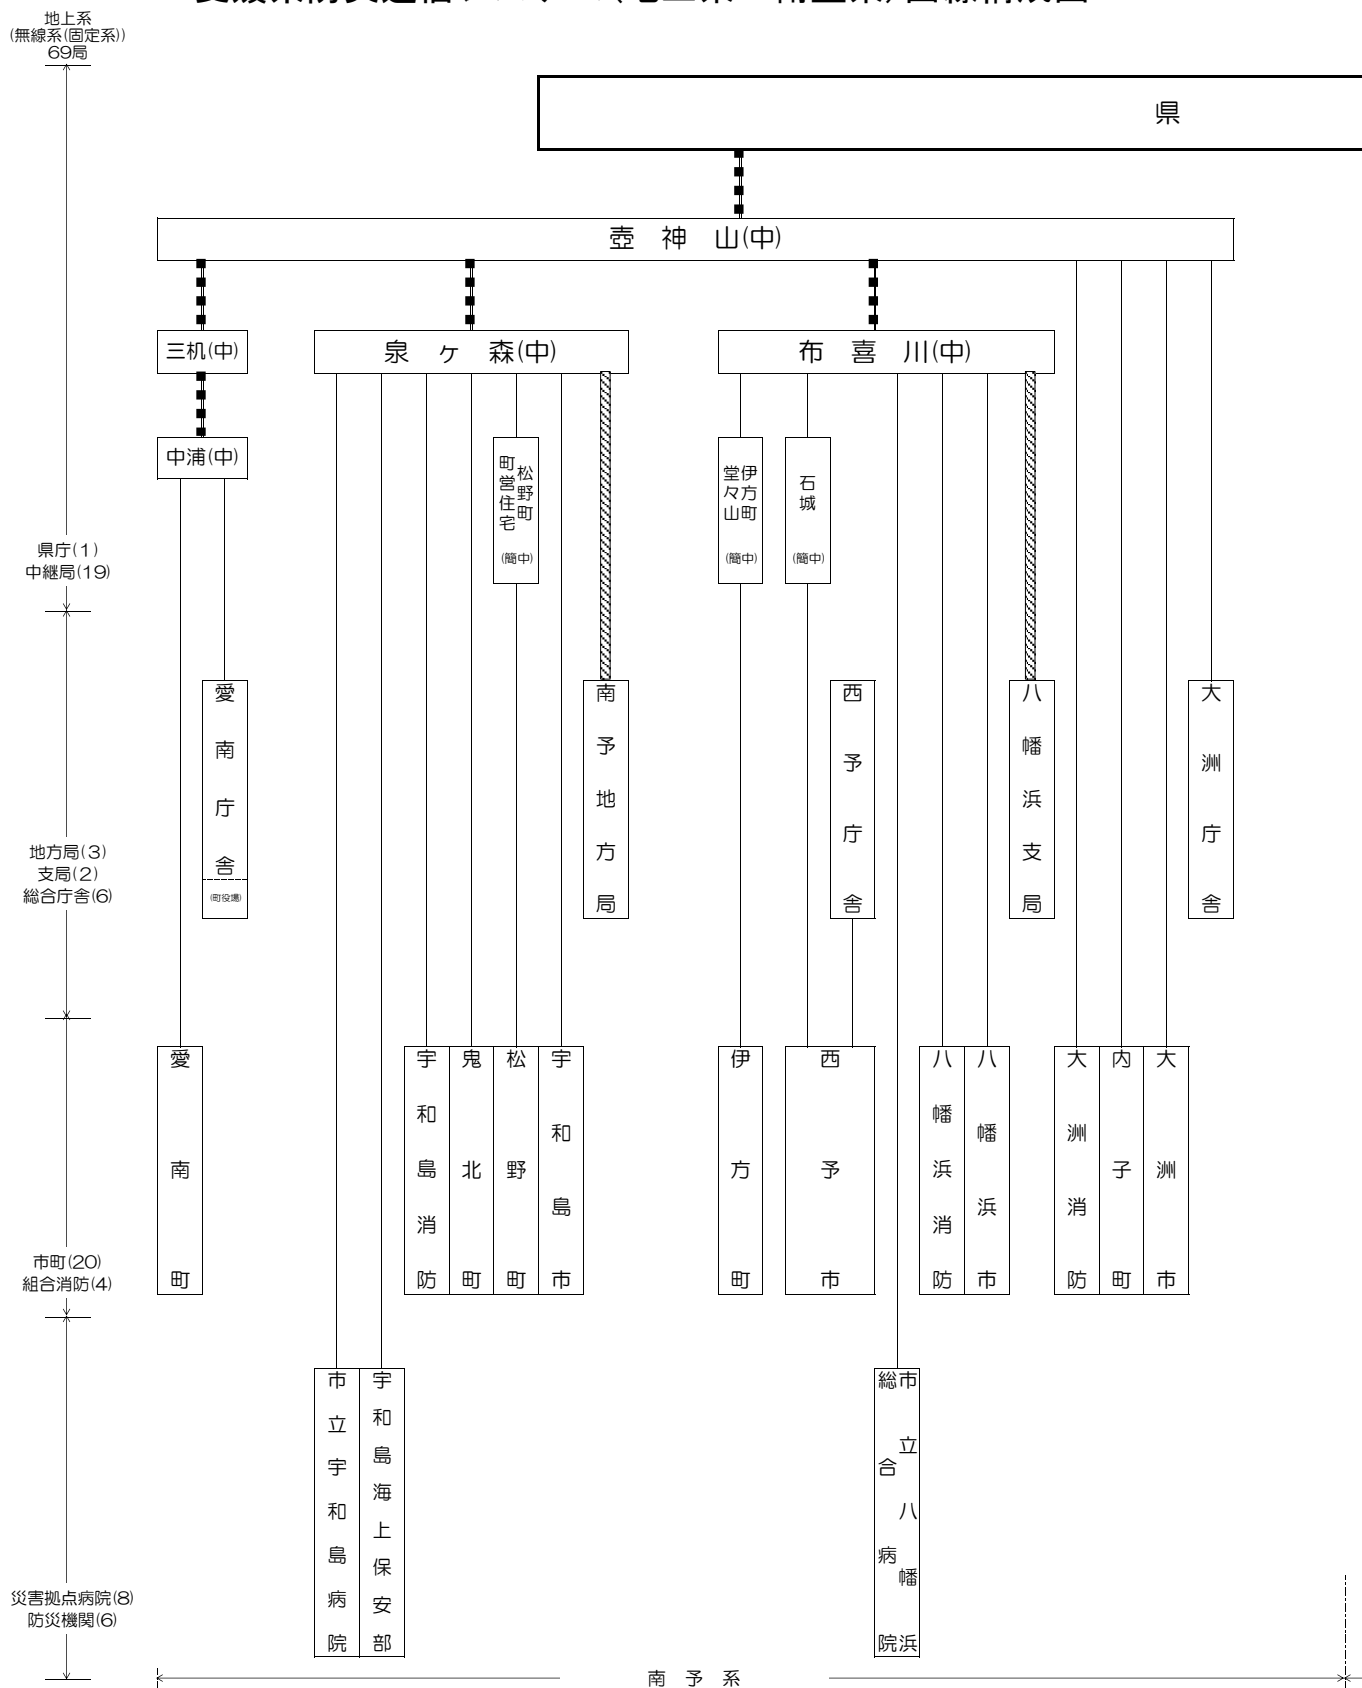 地上系
(無線系(固定系))
69局
県
壺神山(中)
三机(中)
泉ヶ森(中)
布喜川(中)
中浦(中)
松野町
町営住宅
(簡中)
伊方町
堂々山
(簡中)
石城
(簡中)
県庁(1)
中継局(19)
愛南庁舎
(町役場)
南予地方局
西予庁舎
八幡浜支局
大洲庁舎
地方局(3)
支局(2)
総合庁舎(6)
愛南町
宇和島消防
鬼北町
松野町
宇和島市
伊方町
西予市
八幡浜消防
八幡浜市
大洲消防
内子町
大洲市
市町(20)
組合消防(4)
市立宇和島病院
宇和島海上保安部
市立八幡浜
総合病院
災害拠点病院(8)
防災機関(6)
南予系